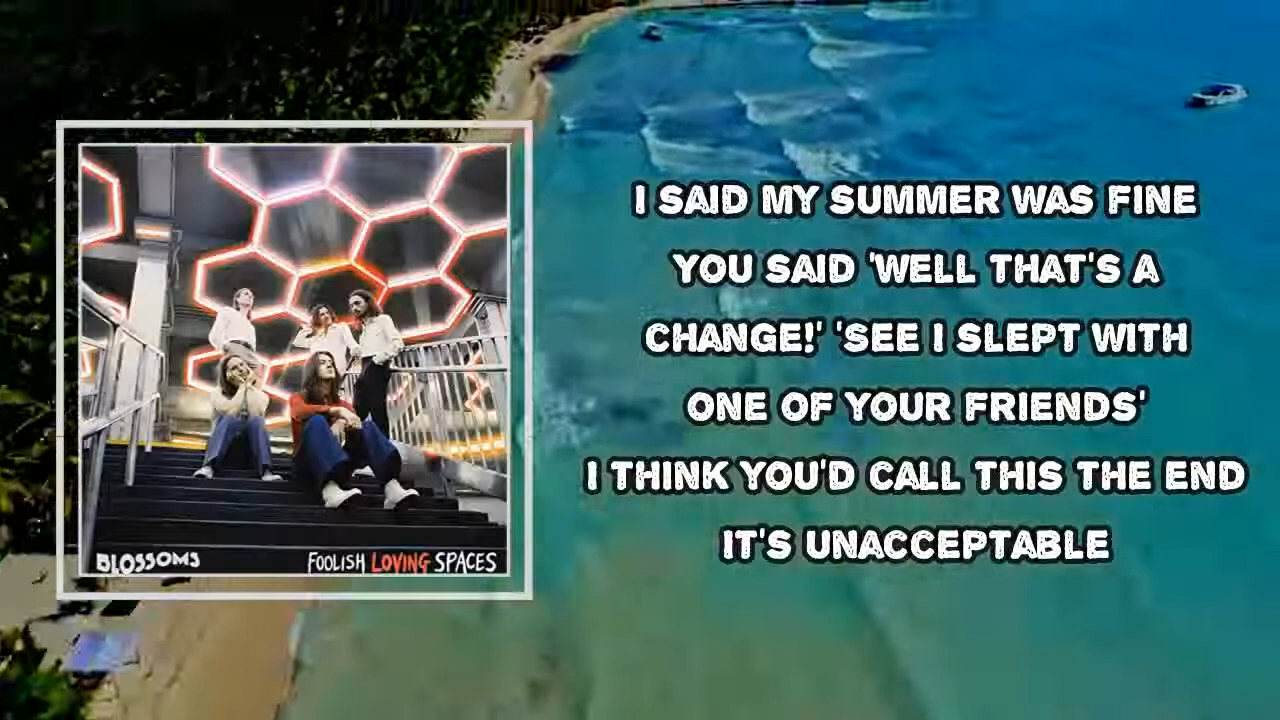 I SAID MY SUMMER WAS FINE
YOU SAID 'WELL THAT'S A
CHANGE!' 'SEE I SLEPT WITH
ONE OF YOUR FRIENDS'
I THINK YOU'D CALL THIS THE END
IT'S UNACCEPTABLE
BLOSSOMS
FOOLISH LOVING SPACES